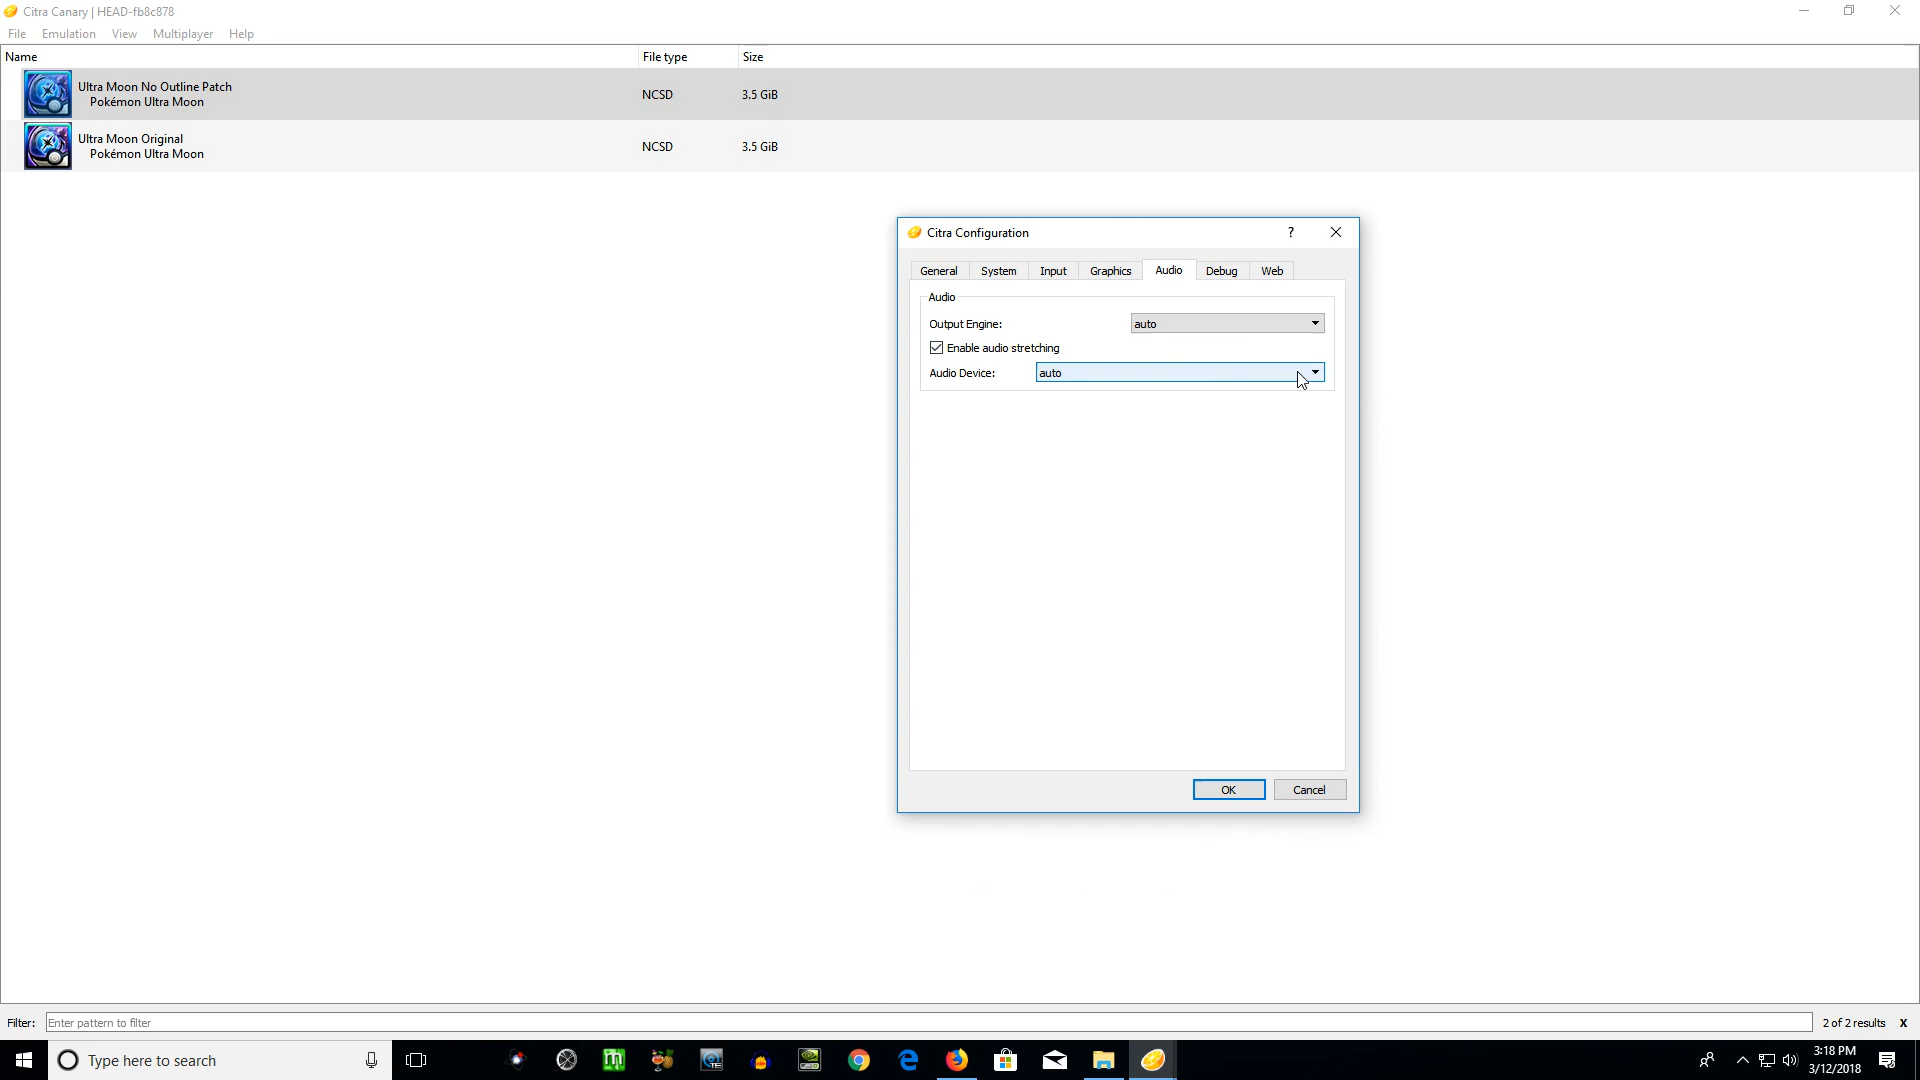 Citra Canary | HEAD-fb8c878
File Emulation View Multiplayer Help
Name File type Size
Ultra Moon No Outline Patch
Pokémon Ultra Moon
NCSD 3.5 GiB
Ultra Moon Original
Pokémon Ultra Moon
NCSD 3.5 GiB
Citra Configuration
?
General System Input Graphics Audio Debug Web
Audio
Output Engine: auto
Enable audio stretching
Audio Device: auto
OK Cancel
Filter: Enter pattern to filter 2 of 2 results X
Type here to search
3:18 PM
3/12/2018